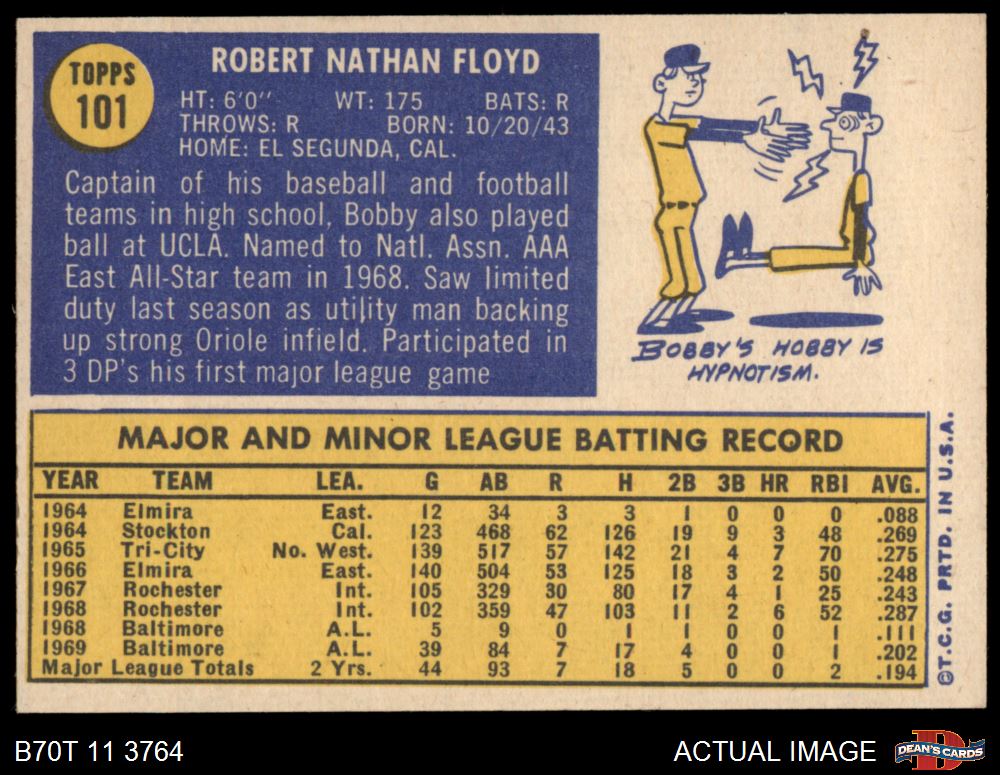 TOPPS
101
ROBERT NATHAN FLOYD
HT: 6'0" WT: 175 BATS: R
THROWS: R BORN: 10/20/43
HOME: EL SEGUNDA, CAL.
Captain of his baseball and football
teams in high school, Bobby also played
ball at UCLA. Named to Natl. Assn. AAA
East All-Star team in 1968. Saw limited
duty last season as utility man backing
up strong Oriole infield. Participated in
3 DP's his first major league game
BOBBY'S HOBBY IS
HYPNOTISM.
MAJOR AND MINOR LEAGUE BATTING RECORD
YEAR TEAM LEA. G AB R H 2B 3B HR RBI AVG.
1964 Elmira East. 12 34 3 3 1 0 0 0 .088
1964 Stockton Cal. 123 468 62 126 19 9 3 48 .269
1965 Tri-City No. West. 139 517 57 142 21 4 7 70 .275
1966 Elmira East. 140 504 53 125 18 3 2 50 .248
1967 Rochester Int. 105 329 30 80 17 4 1 25 .243
1968 Rochester Int. 102 359 47 103 11 2 6 52 .287
1968 Baltimore A.L. 5 9 0 1 1 0 0 1 .111
1969 Baltimore A.L. 39 84 7 17 4 0 0 1 .202
Major League Totals 2 Yrs. 44 93 7 18 5 0 0 2 .194
©T.C.G. PRTD. IN U.S.A.
B70T 11 3764
ACTUAL IMAGE
DEAN'S CARDS